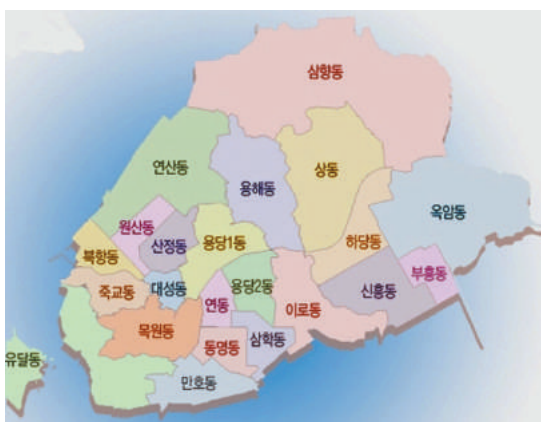 삼향동
연산동
용해동
상동
옥암동
원산동
산정동
용당1동
하당동
북항동
부흥동
죽교동
대성동
연동
용당2동
이로동
신흥동
목원동
동명동
삼학동
유달동
만호동